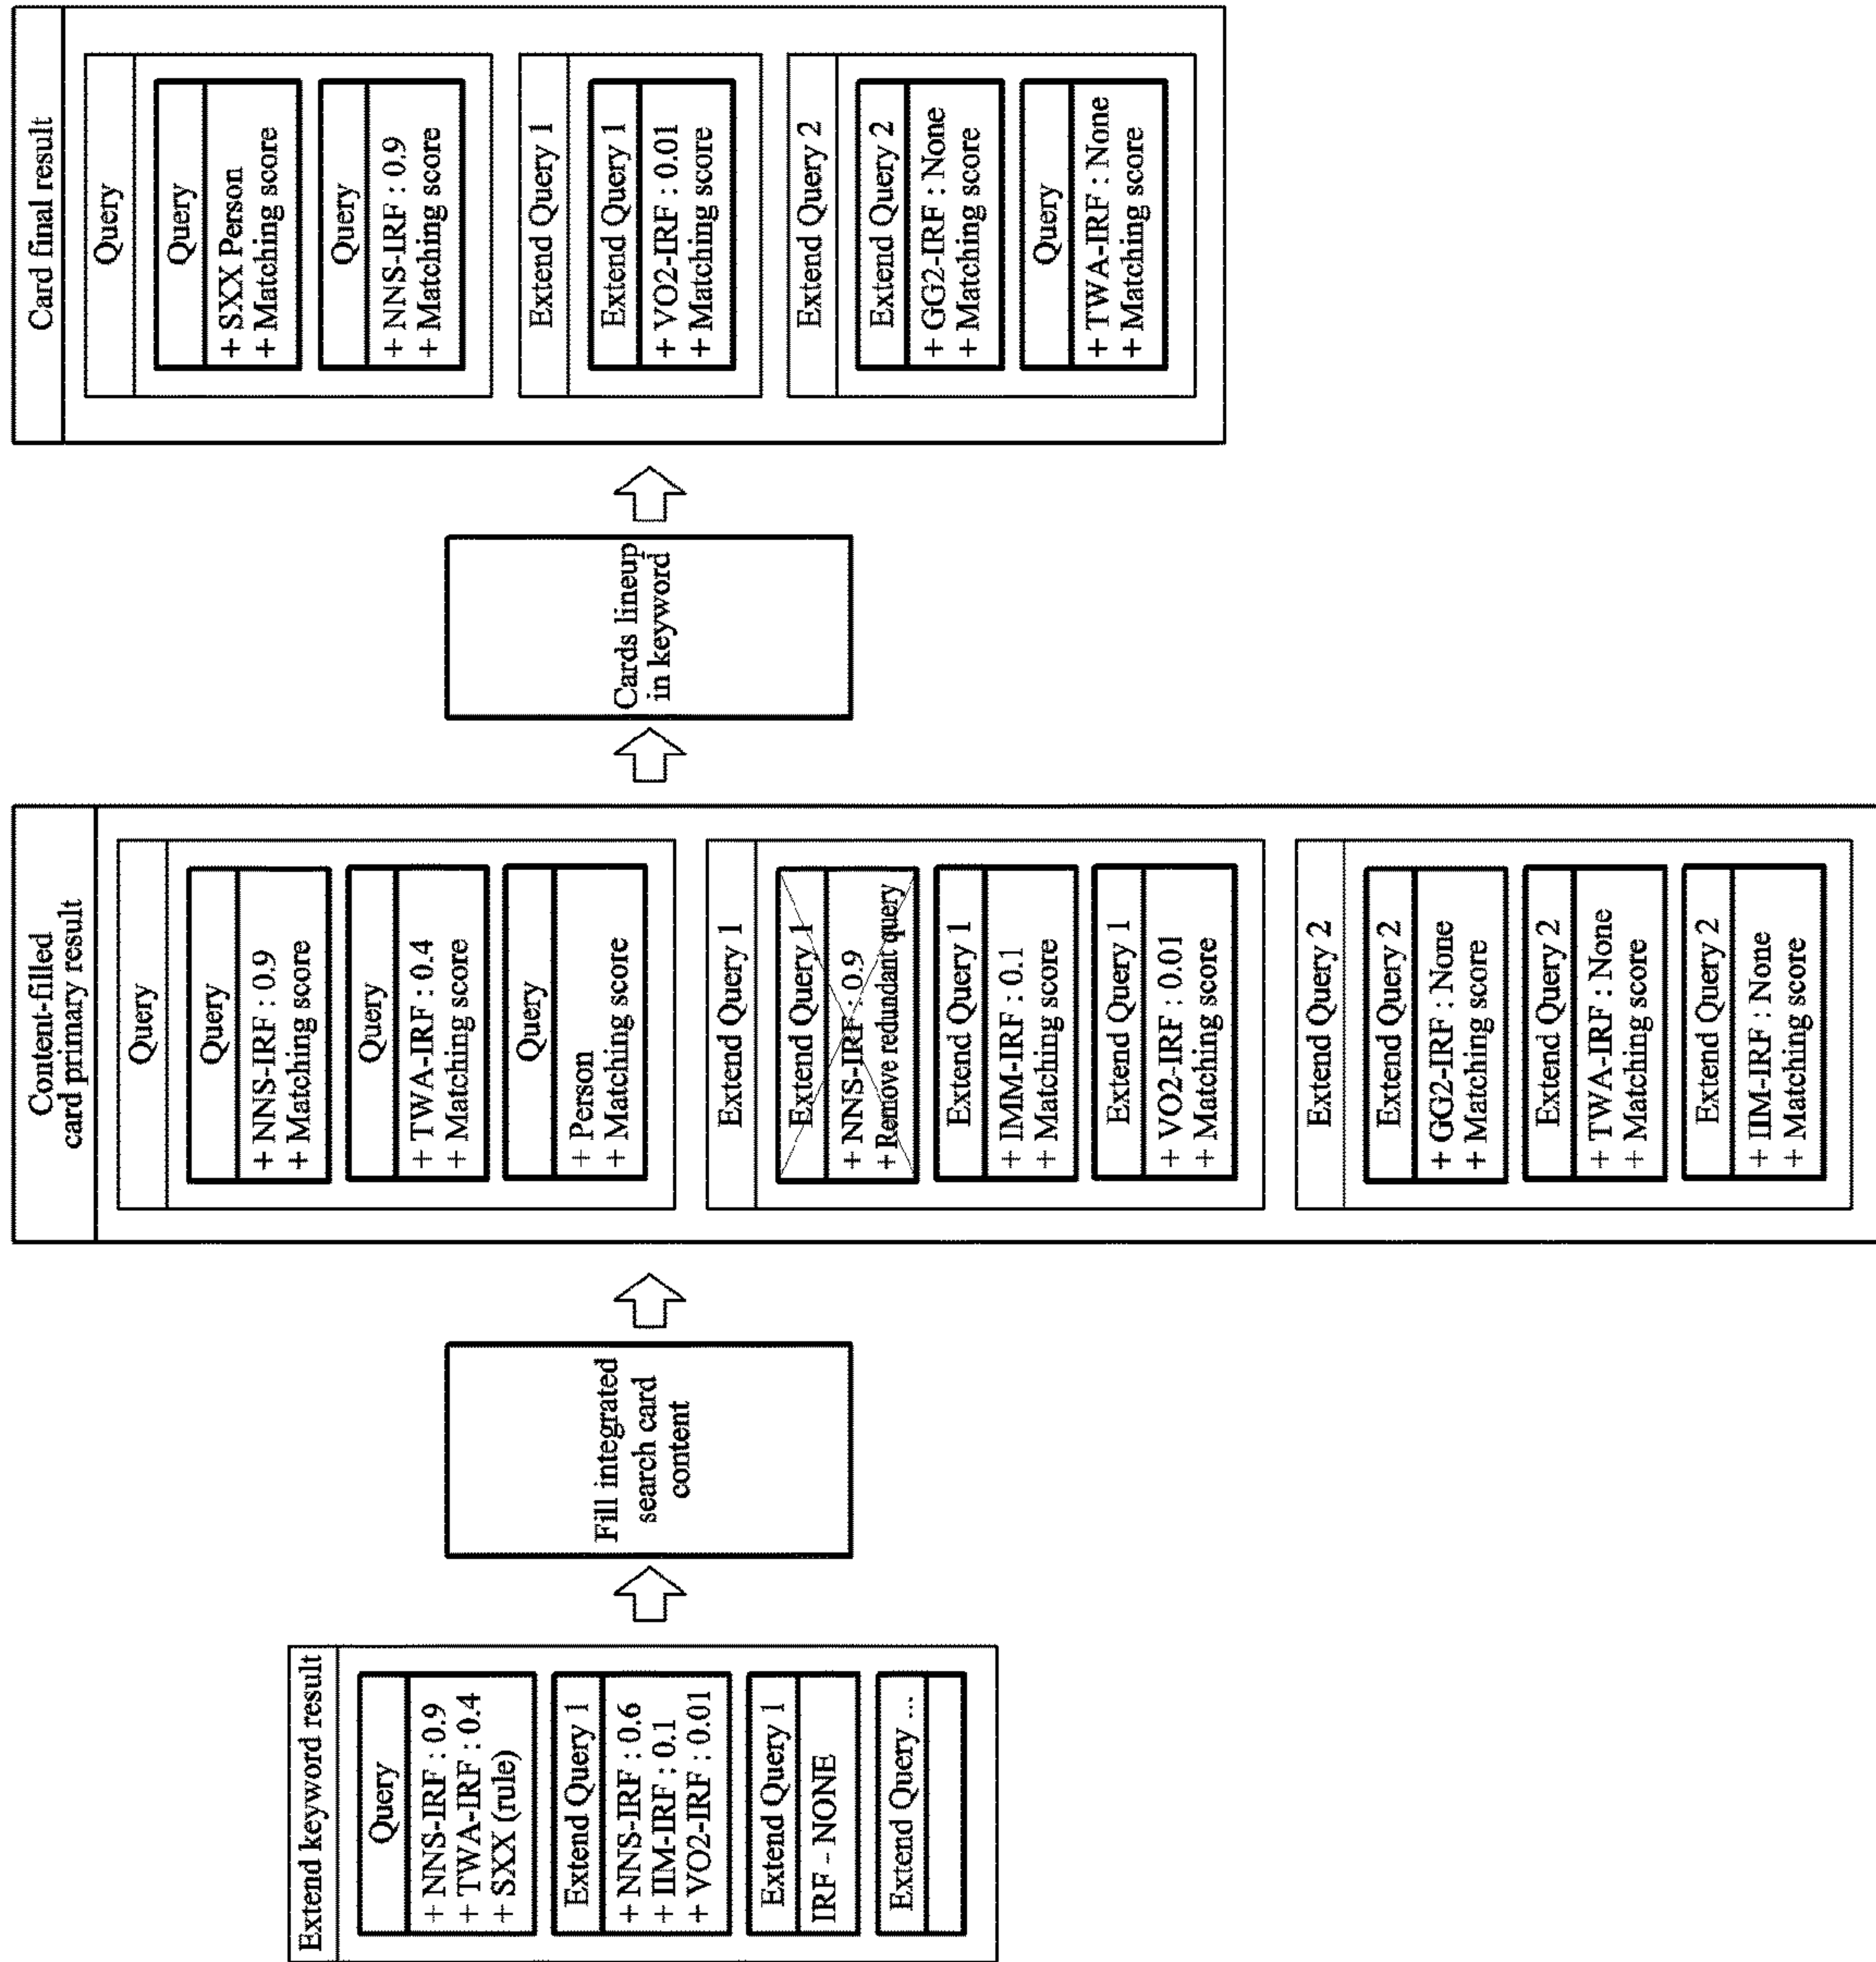 Extend keyword result
Query
+ NNS-IRF : 0.9
+ TWA-IRF : 0.4
+ SXX (rule)
Extend Query 1
+ NNS-IRF : 0.6
+ IIM-IRF : 0.1
+ VO2-IRF : 0.01
Extend Query 1
IRF - NONE
Extend Query ...
Fill integrated
search card
content
Content-filled
card primary result
Query
Query
+ NNS-IRF : 0.9
+ Matching score
Query
+ TWA-IRF : 0.4
+ Matching score
Query
+ Person
+ Matching score
Extend Query 1
Extend Query 1
+ NNS-IRF : 0.9
+ Remove redundant query
Extend Query 1
+ IMM-IRF : 0.1
+ Matching score
Extend Query 1
+ VO2-IRF : 0.01
+ Matching score
Extend Query 2
Extend Query 2
+ GG2-IRF : None
+ Matching score
Extend Query 2
+ TWA-IRF : None
+ Matching score
Extend Query 2
+ IIM-IRF : None
+ Matching score
Cards lineup
in keyword
Card final result
Query
Query
+ SXX Person
+ Matching score
Query
+ NNS-IRF : 0.9
+ Matching score
Extend Query 1
Extend Query 1
+ VO2-IRF : 0.01
+ Matching score
Extend Query 2
Extend Query 2
+ GG2-IRF : None
+ Matching score
Query
+ TWA-IRF : None
+ Matching score